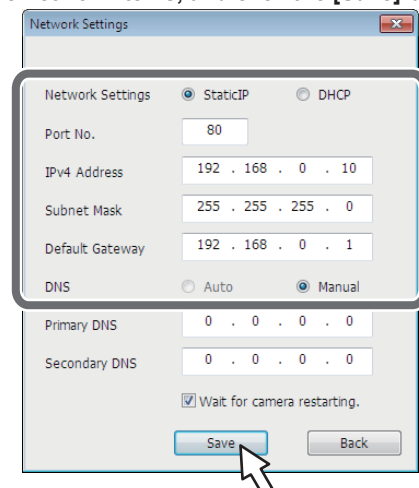 Network Settings
Network Settings StaticIP DHCP
Port No. 80
IPv4 Address 192 . 168 . 0 . 10
Subnet Mask 255 . 255 . 255 . 0
Default Gateway 192 . 168 . 0 . 1
DNS Auto Manual
Primary DNS 0 . 0 . 0 . 0
Secondary DNS 0 . 0 . 0 . 0
Wait for camera restarting.
Save Back